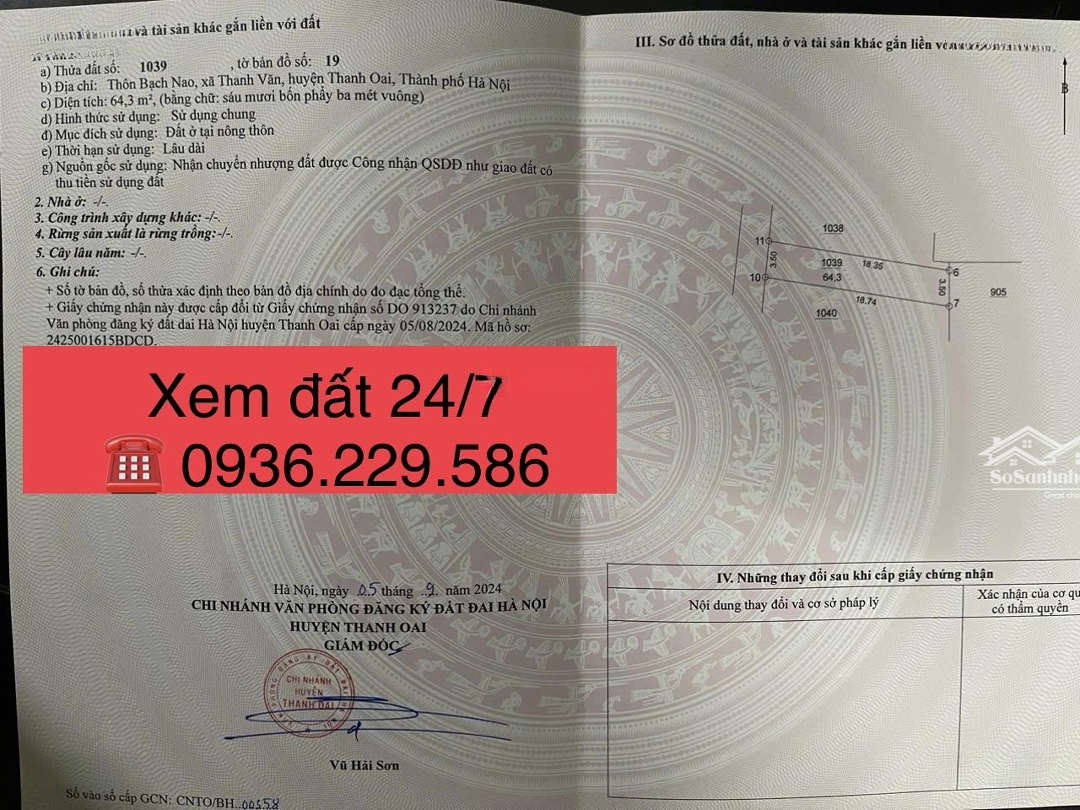 và tài sản khác gắn liền với đất
a) Thửa đất số: 1039 , tờ bản đồ số: 19
b) Địa chỉ: Thôn Bạch Nao, xã Thanh Văn, huyện Thanh Oai, Thành phố Hà Nội
c) Diện tích: 64,3 m², (bằng chữ: sáu mươi bốn phẩy ba mét vuông)
d) Hình thức sử dụng: Sử dụng chung
đ) Mục đích sử dụng: Đất ở tại nông thôn
e) Thời hạn sử dụng: Lâu dài
g) Nguồn gốc sử dụng: Nhận chuyển nhượng đất được Công nhận QSDĐ như giao đất có
thu tiền sử dụng đất
2. Nhà ở: -/-.
3. Công trình xây dựng khác: -/-.
4. Rừng sản xuất là rừng trồng: -/-.
5. Cây lâu năm: -/-.
6. Ghi chú:
+ Số tờ bản đồ, số thửa xác định theo bản đồ địa chính do đo đạc tổng thể.
+ Giấy chứng nhận này được cấp đổi từ Giấy chứng nhận số DO 913237 do Chi nhánh
Văn phòng đăng ký đất dai Hà Nội huyện Thanh Oai cấp ngày 05/08/2024. Mã hồ sơ:
2425001615BDCD.
Xem đất 24/7
0936.229.586
Hà Nội, ngày 05 tháng 9. năm 2024
CHI NHÁNH VĂN PHÒNG ĐĂNG KÝ ĐẤT ĐAI HÀ NỘI
HUYỆN THANH OAI
GIÁM ĐỐC
CHI NHÁNH
HUYỆN
THANH OAI
Vũ Hải Sơn
Số vào sổ cấp GCN: CNTO/BH..00558
III. Sơ đồ thửa đất, nhà ở và tài sản khác gắn liền
B
1038
11
1039
18.35
6
3.50
10
64,3
3.50
905
18.74
7
1040
SoSanhnh
Great cho
IV. Những thay đổi sau khi cấp giấy chứng nhận
Nội dung thay đổi và cơ sở pháp lý
Xác nhận của cơ qu
có thẩm quyền